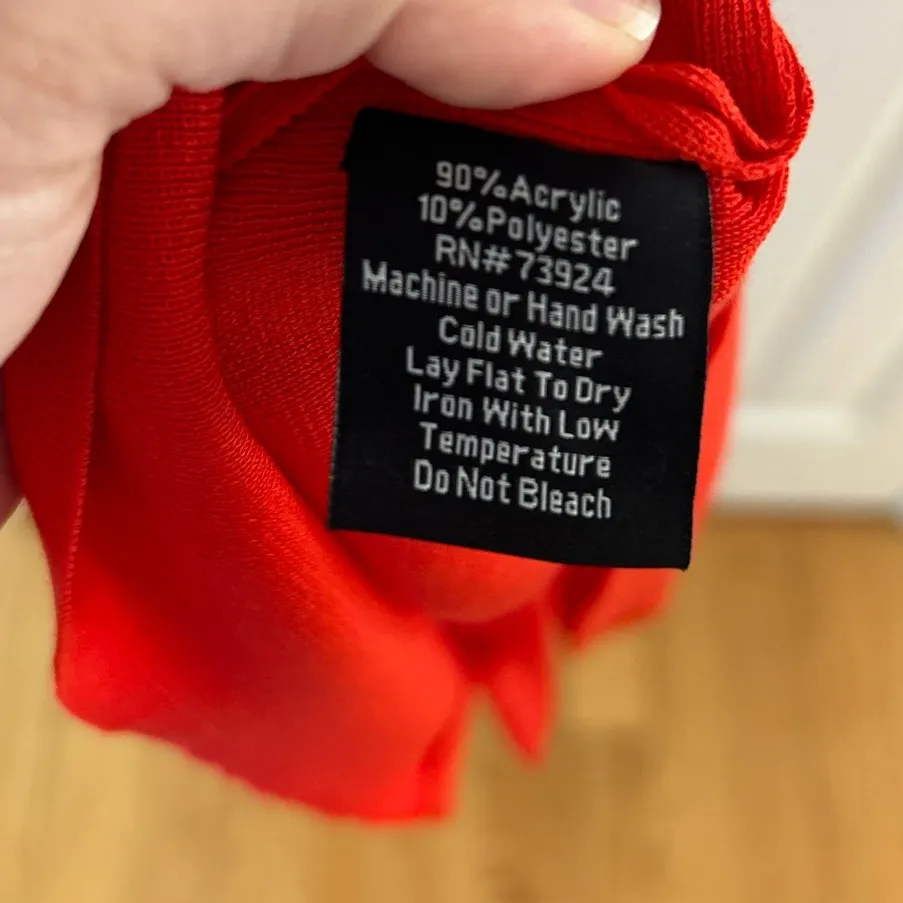 90%Acrylic
10%Polyester
RN#73924
Machine or Hand Wash
Cold Water
Lay Flat To Dry
Iron With Low
Temperature
Do Not Bleach